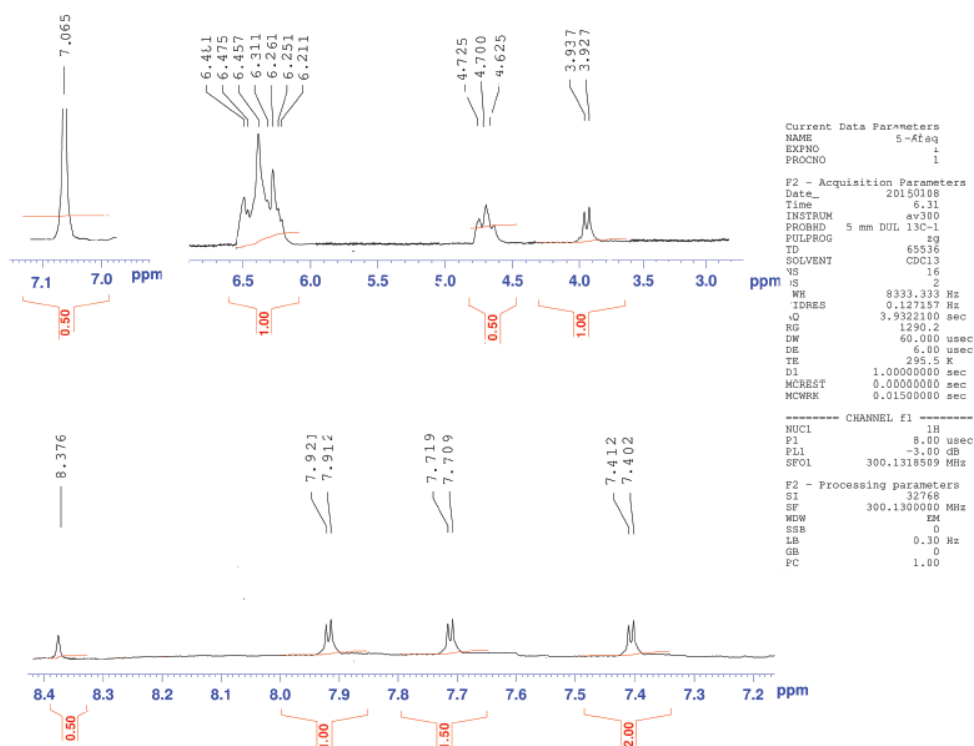 7.065
6.481
6.475
6.457
6.311
6.261
6.251
6.211
4.725
4.700
4.625
3.937
3.927
7.1 7.0 ppm
6.5 6.0 5.5 5.0 4.5 4.0 3.5 3.0 ppm
0.50
1.00
0.50
1.00
Current Data Parameters
NAME
EXPNO 1
PROCNO 1
F2 - Acquisition Parameters
Date_ 20150108
Time 6.31
INSTRUM av300
PROBHD 5 mm DUL 13C-1
PULPROG zg
TD 65536
SOLVENT CDCl3
NS 16
S 2
WH 8333.333 Hz
IDRES 0.127157 Hz
Q 3.9322100 sec
RG 1290.2
DW 60.000 usec
DE 6.00 usec
TE 295.5 K
D1 1.00000000 sec
MCREST 0.00000000 sec
MCWRK 0.01500000 sec
======== CHANNEL f1 ========
NUC1 1H
P1 8.00 usec
PL1 -3.00 dB
SFO1 300.1318509 MHz
F2 - Processing parameters
SI 32768
SF 300.1300000 MHz
WDW EM
SSB 0
LB 0.30 Hz
GB 0
PC 1.00
8.376
7.921
7.912
7.719
7.709
7.412
7.402
8.4 8.3 8.2 8.1 8.0 7.9 7.8 7.7 7.6 7.5 7.4 7.3 7.2 ppm
0.50
1.00
1.50
2.00